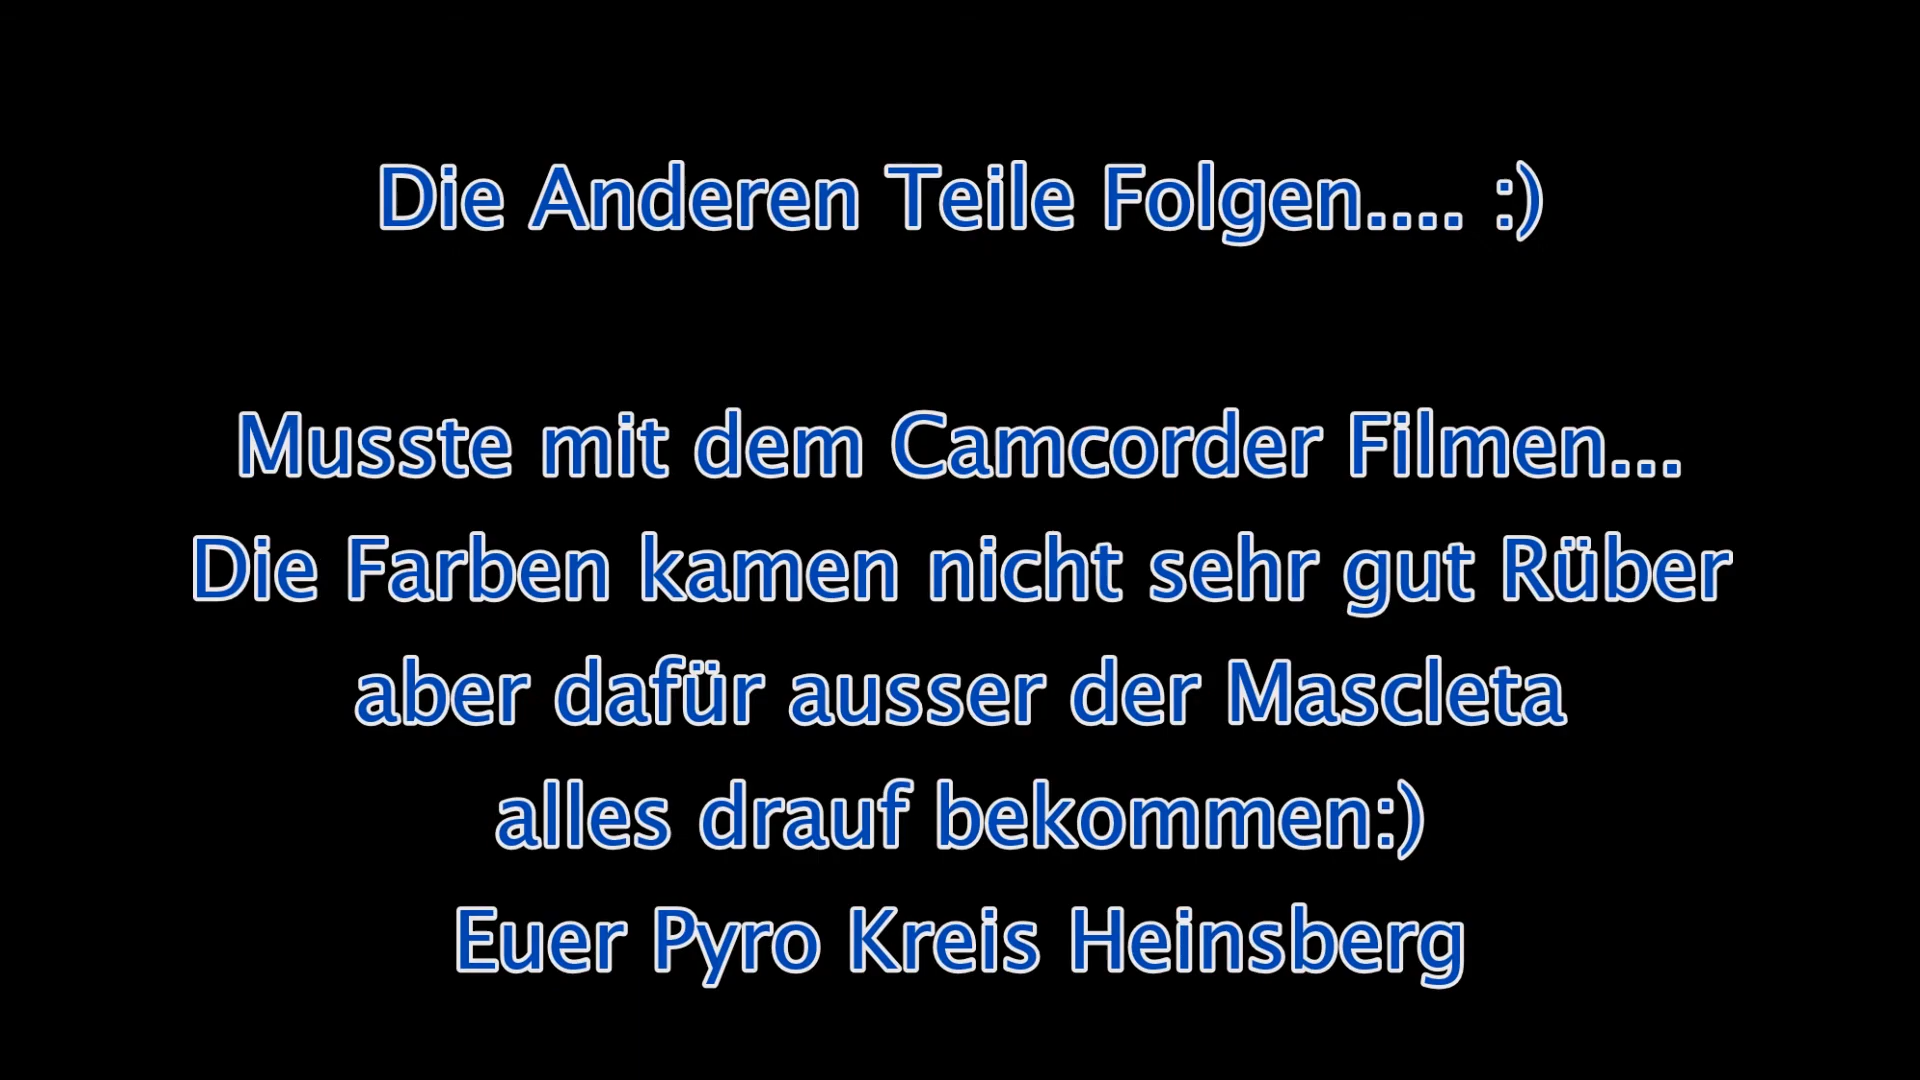 Die Anderen Teile Folgen.... :)
Musste mit dem Camcorder Filmen...
Die Farben kamen nicht sehr gut Rüber
aber dafür ausser der Mascleta
alles drauf bekommen:)
Euer Pyro Kreis Heinsberg